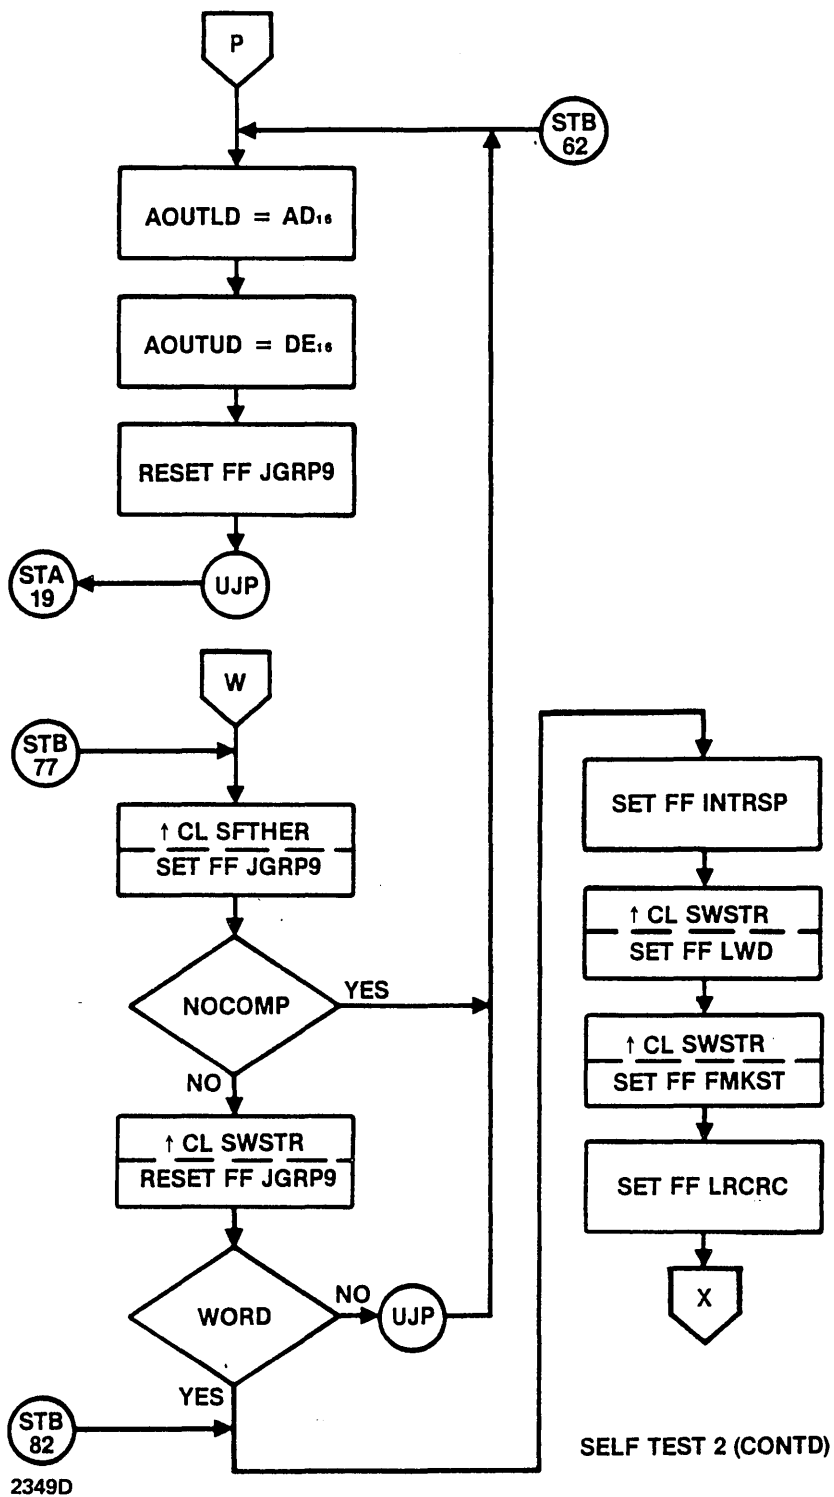 P
STB
62
AOUTLD = AD₁₆
AOUTUD = DE₁₆
RESET FF JGRP9
STA
19
UJP
W
STB
77
↑ CL SFTHER
SET FF JGRP9
NOCOMP
YES
NO
↑ CL SWSTR
RESET FF JGRP9
WORD
NO
UJP
YES
STB
82
SET FF INTRSP
↑ CL SWSTR
SET FF LWD
↑ CL SWSTR
SET FF FMKST
SET FF LRCRC
X
SELF TEST 2 (CONTD)
2349D